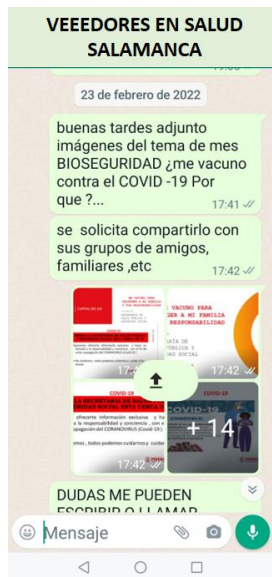 VEEEDORES EN SALUD
SALAMANCA
23 de febrero de 2022
buenas tardes adjunto
imágenes del tema de mes
BIOSEGURIDAD ¿me vacuno
contra el COVID -19 Por
que ?...
17:41
se solicita compartirlo con
sus grupos de amigos,
familiares ,etc
17:42
VACUNO PARA
MI FAMILIA
RESPONSABILIDAD
17:42
COVID-19
COVID-19
+ 14
17:42
17:42
DUDAS ME PUEDEN
ESCRIBIR O LLAMAR
Mensaje